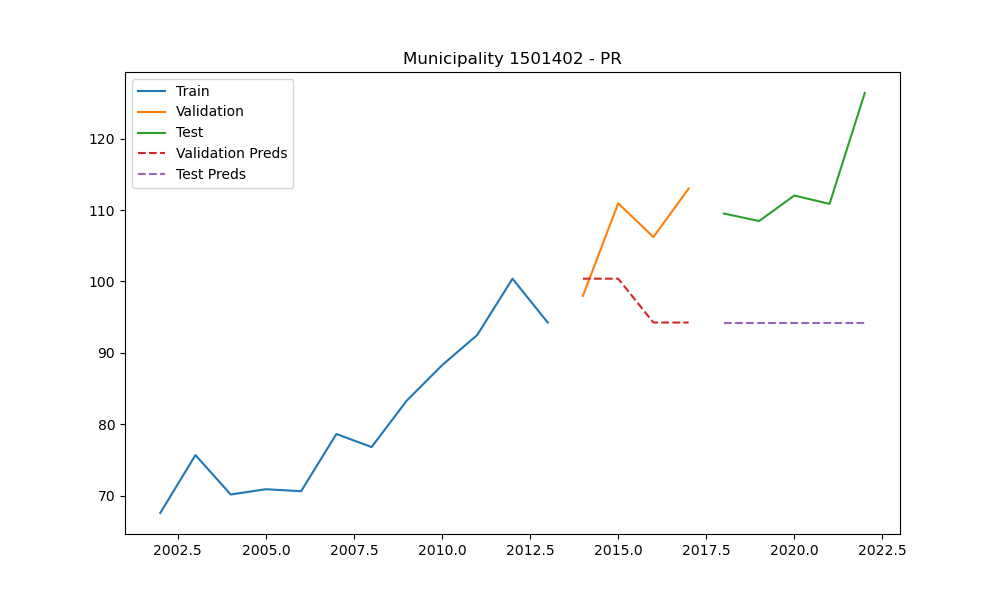 Municipality 1501402 - PR
Train
Validation
Test
Validation Preds
Test Preds
120
110
100
90
80
70
2002.5 2005.0 2007.5 2010.0 2012.5 2015.0 2017.5 2020.0 2022.5